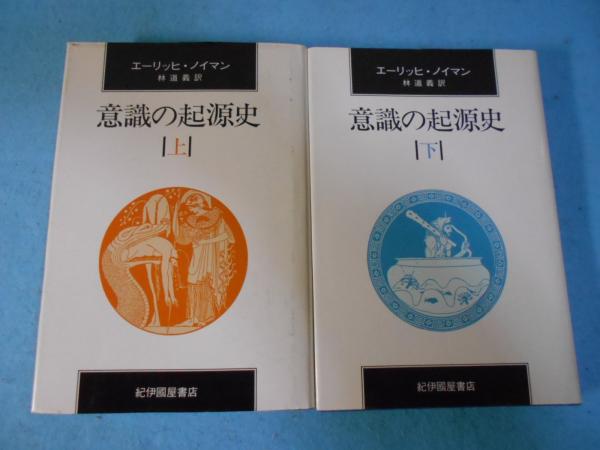 エーリッヒ・ノイマン
林道義訳
意識の起源史
上
紀伊國屋書店
エーリッヒ・ノイマン
林道義訳
意識の起源史
下
紀伊國屋書店